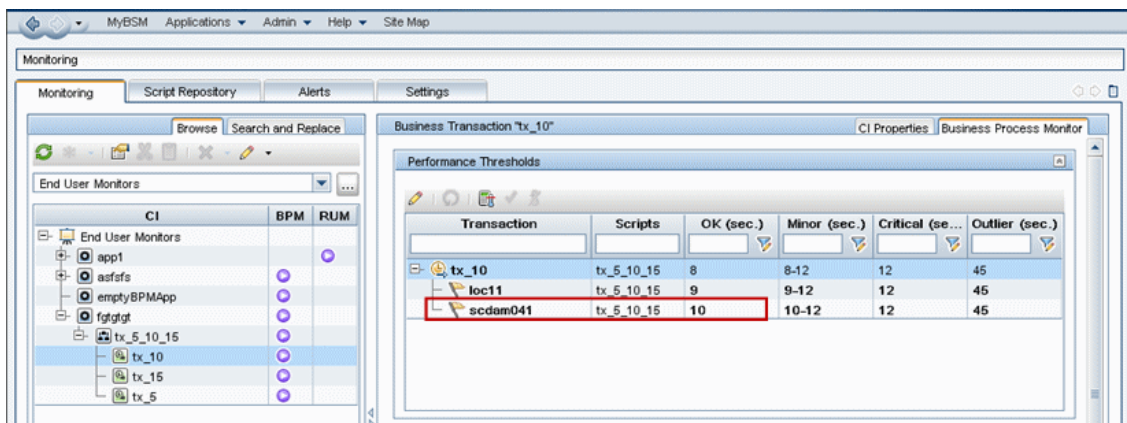 MyBSM Applications Admin Help Site Map
Monitoring
Monitoring Script Repository Alerts Settings
Browse Search and Replace
End User Monitors
...
CI BPM RUM
End User Monitors
app1
asfsfs
emptyBPMApp
fgtgtgt
tx_5_10_15
tx_10
tx_15
tx_5
Business Transaction "tx_10" CI Properties Business Process Monitor
Performance Thresholds
Transaction Scripts OK (sec.) Minor (sec.) Critical (se... Outlier (sec.)
tx_10 tx_5_10_15 8 8-12 12 45
loc11 tx_5_10_15 9 9-12 12 45
scdam041 tx_5_10_15 10 10-12 12 45